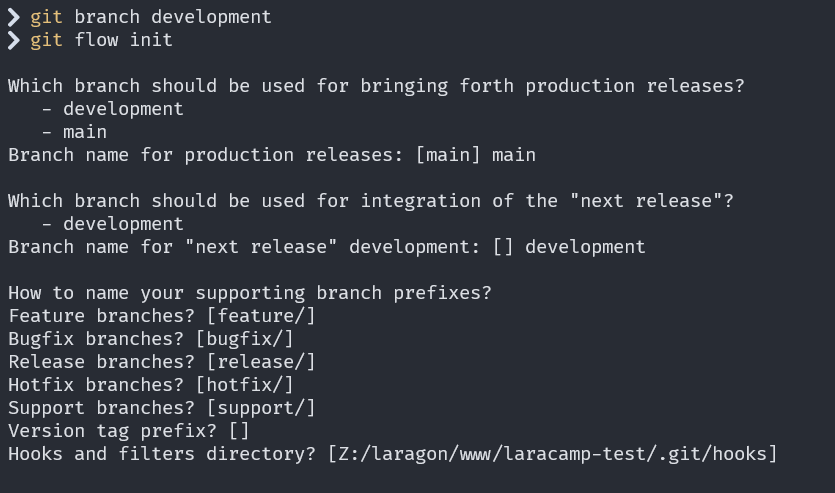 ❯ git branch development
❯ git flow init
Which branch should be used for bringing forth production releases?
- development
- main
Branch name for production releases: [main] main
Which branch should be used for integration of the "next release"?
- development
Branch name for "next release" development: [] development
How to name your supporting branch prefixes?
Feature branches? [feature/]
Bugfix branches? [bugfix/]
Release branches? [release/]
Hotfix branches? [hotfix/]
Support branches? [support/]
Version tag prefix? []
Hooks and filters directory? [Z:/laragon/www/laracamp-test/.git/hooks]